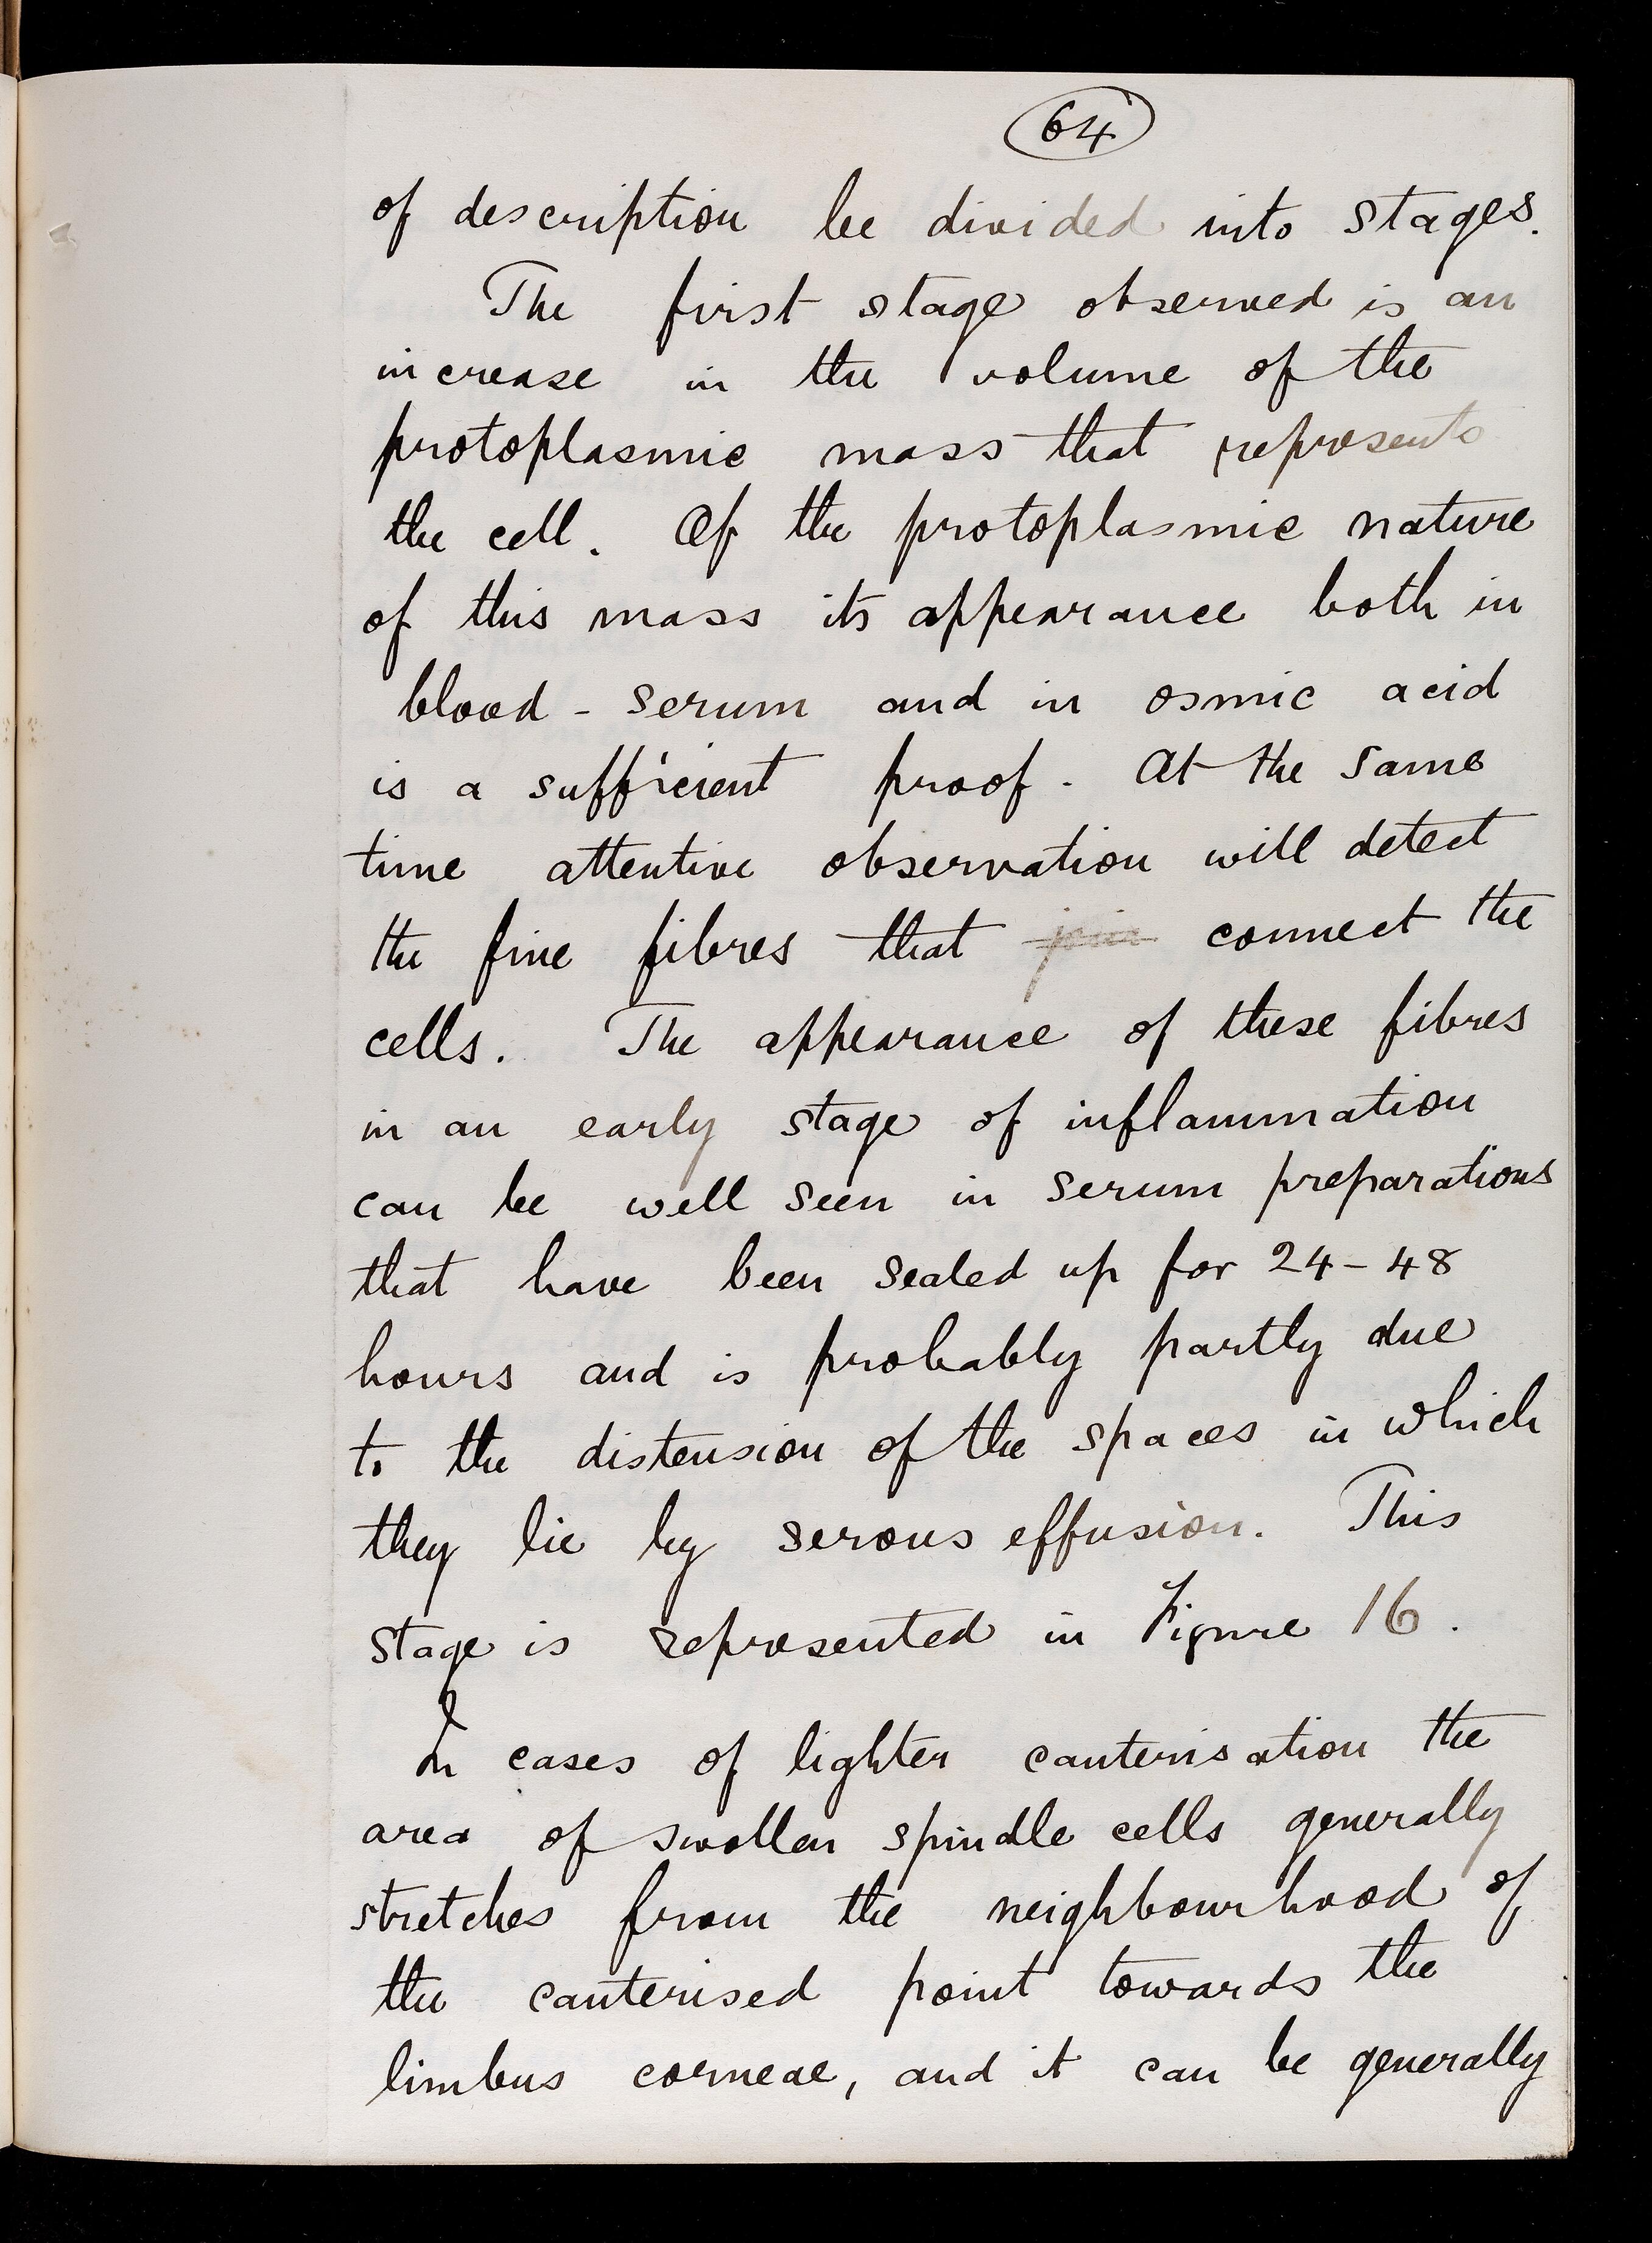 64
of description be divided into stages.
The first stage observed is an
increase in the volume of the
protoplasmic mass that represents
the cell. Of the protoplasmic nature
of this mass its appearance both in
blood - serum and in osmic acid
is a sufficient proof. At the same
time attentive observation will detect
the fine fibres that join connect the
cells. The appearance of these fibres
in an early stage of inflammation
can be well seen in serum preparations
that have been sealed up for 24 - 48
hours and is probably partly due
to the distension of the spaces in which
they lie by serous effusion. This
stage is represented in Figure 16.
In cases of lighter cauterisation the
area of swollen spindle cells generally
stretches from the neighbourhood of
the cauterised point towards the
limbus corneae, and it can be generally